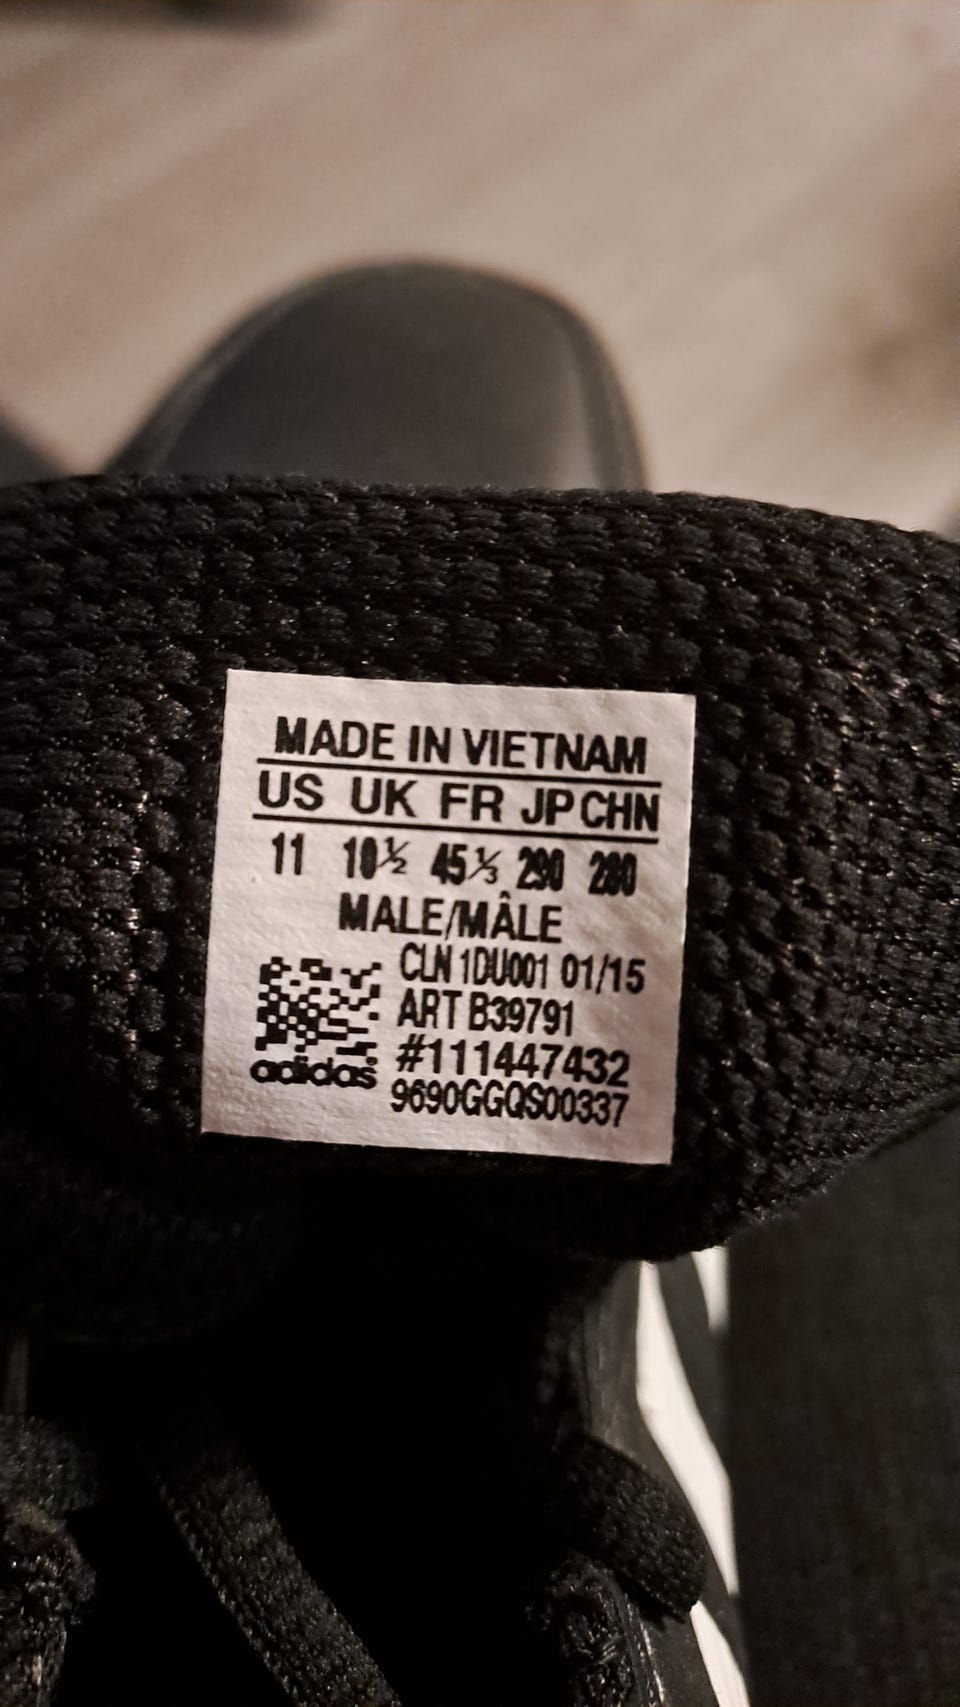 MADE IN VIETNAM
US UK FR JP CHN
11 10½ 45⅓ 290 280
MALE/MÂLE
CLN 1DU001 01/15
ART B39791
#111447432
9690GGQS00337
adidas